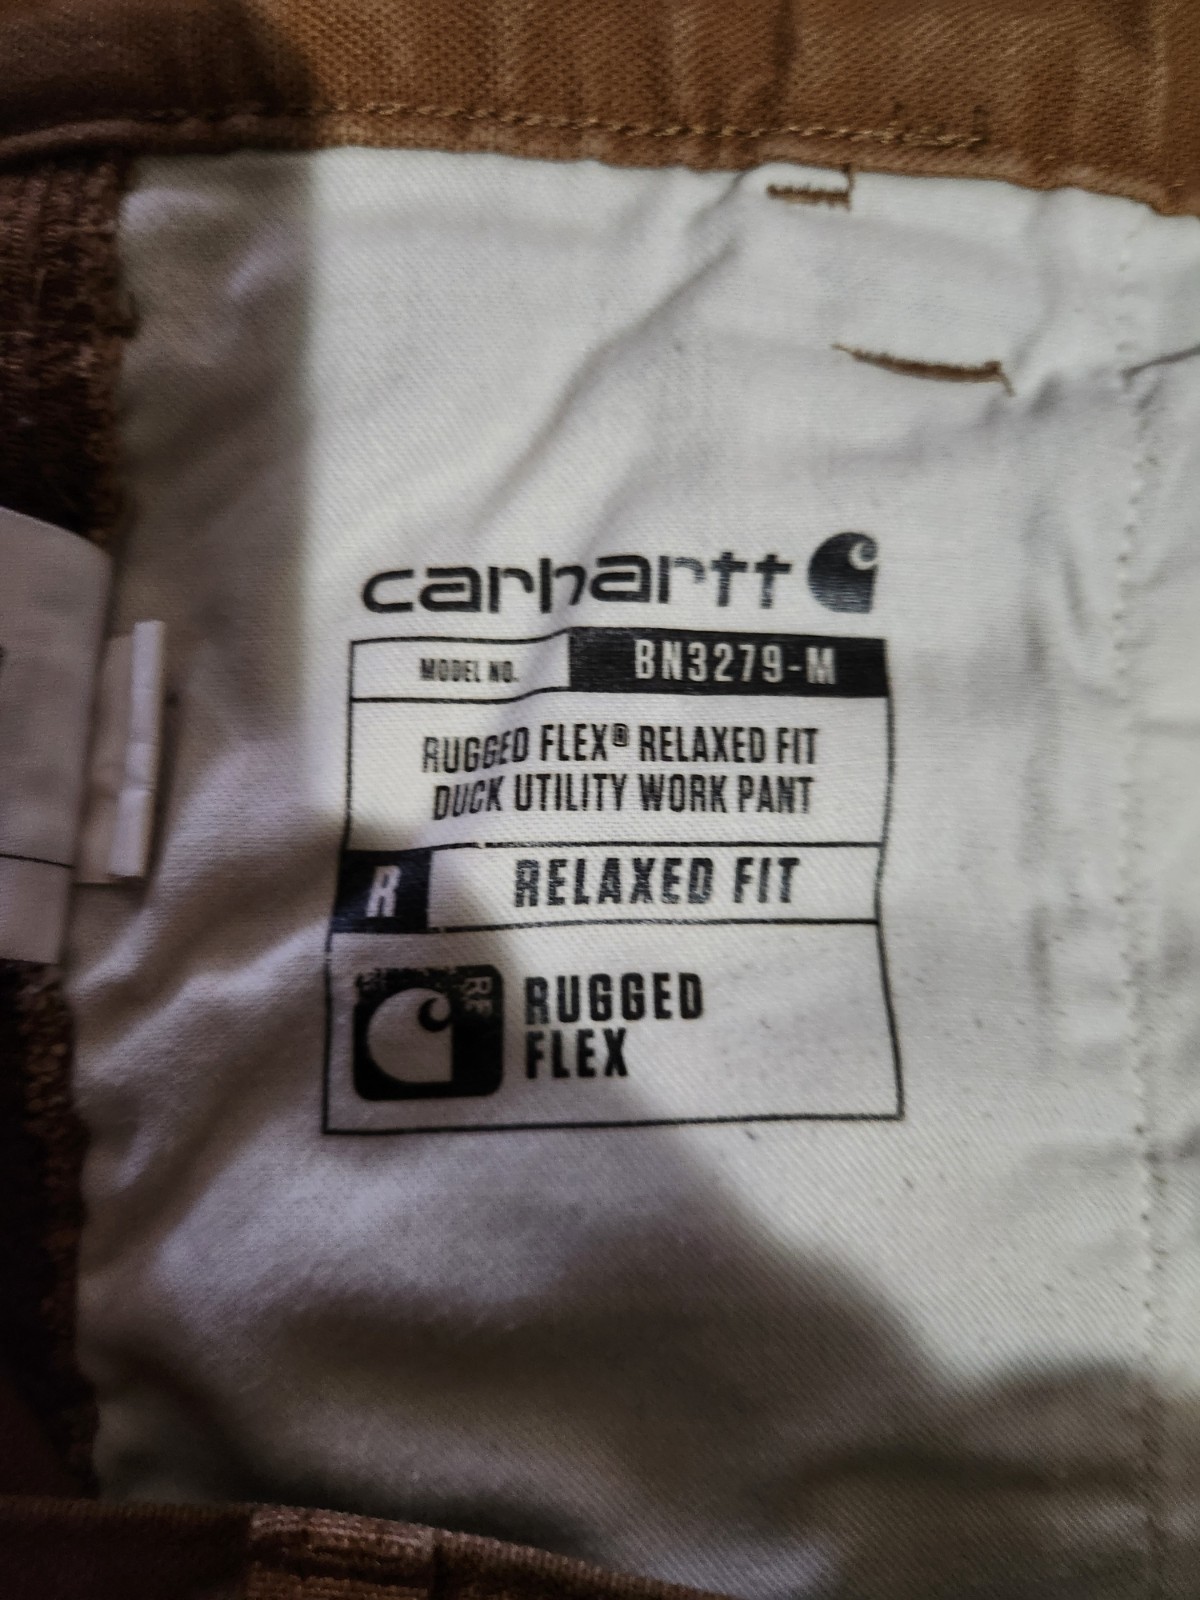 carhartt
MODEL NO. BN3279-M
RUGGED FLEX® RELAXED FIT
DUCK UTILITY WORK PANT
R RELAXED FIT
RF
RUGGED
FLEX